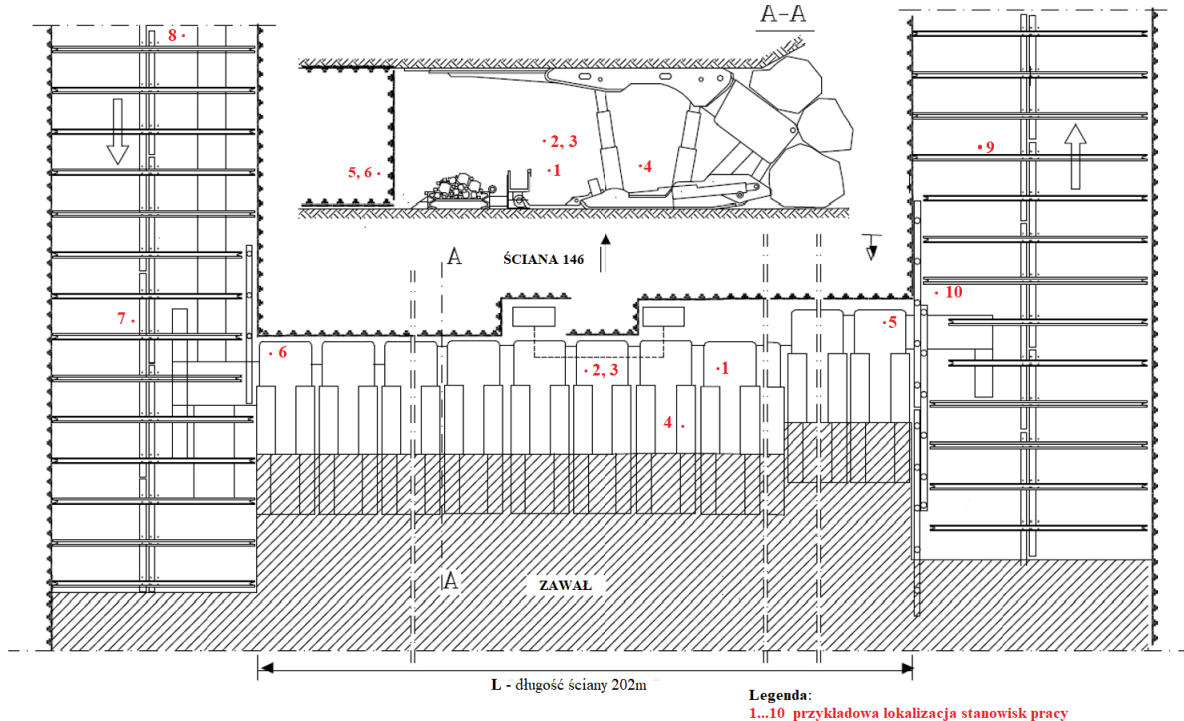 A-A
8
2, 3
1
4
5, 6
9
A
ŚCIANA 146
10
7
5
6
2, 3
1
4
A
ZAWAŁ
L - długość ściany 202m
Legenda:
1...10 przykładowa lokalizacja stanowisk pracy